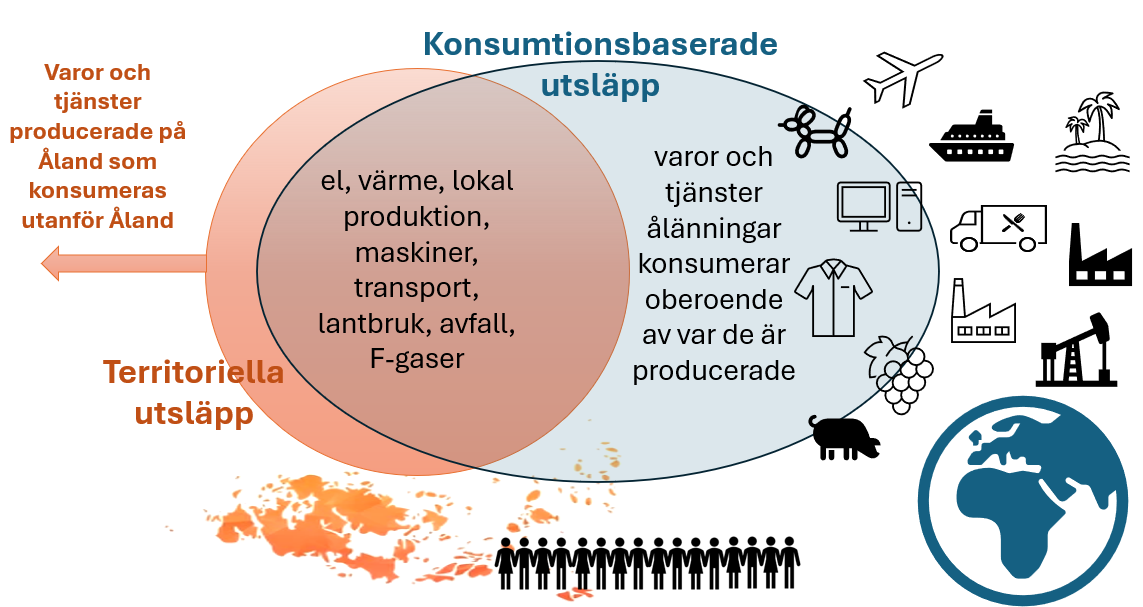 Konsumtionsbaserade
utsläpp
Varor och
tjänster
producerade på
Åland som
konsumeras
utanför Åland
el, värme, lokal
produktion,
maskiner,
transport,
lantbruk, avfall,
F-gaser
varor och
tjänster
ålänningar
konsumerar
oberoende
av var de är
producerade
Territoriella
utsläpp